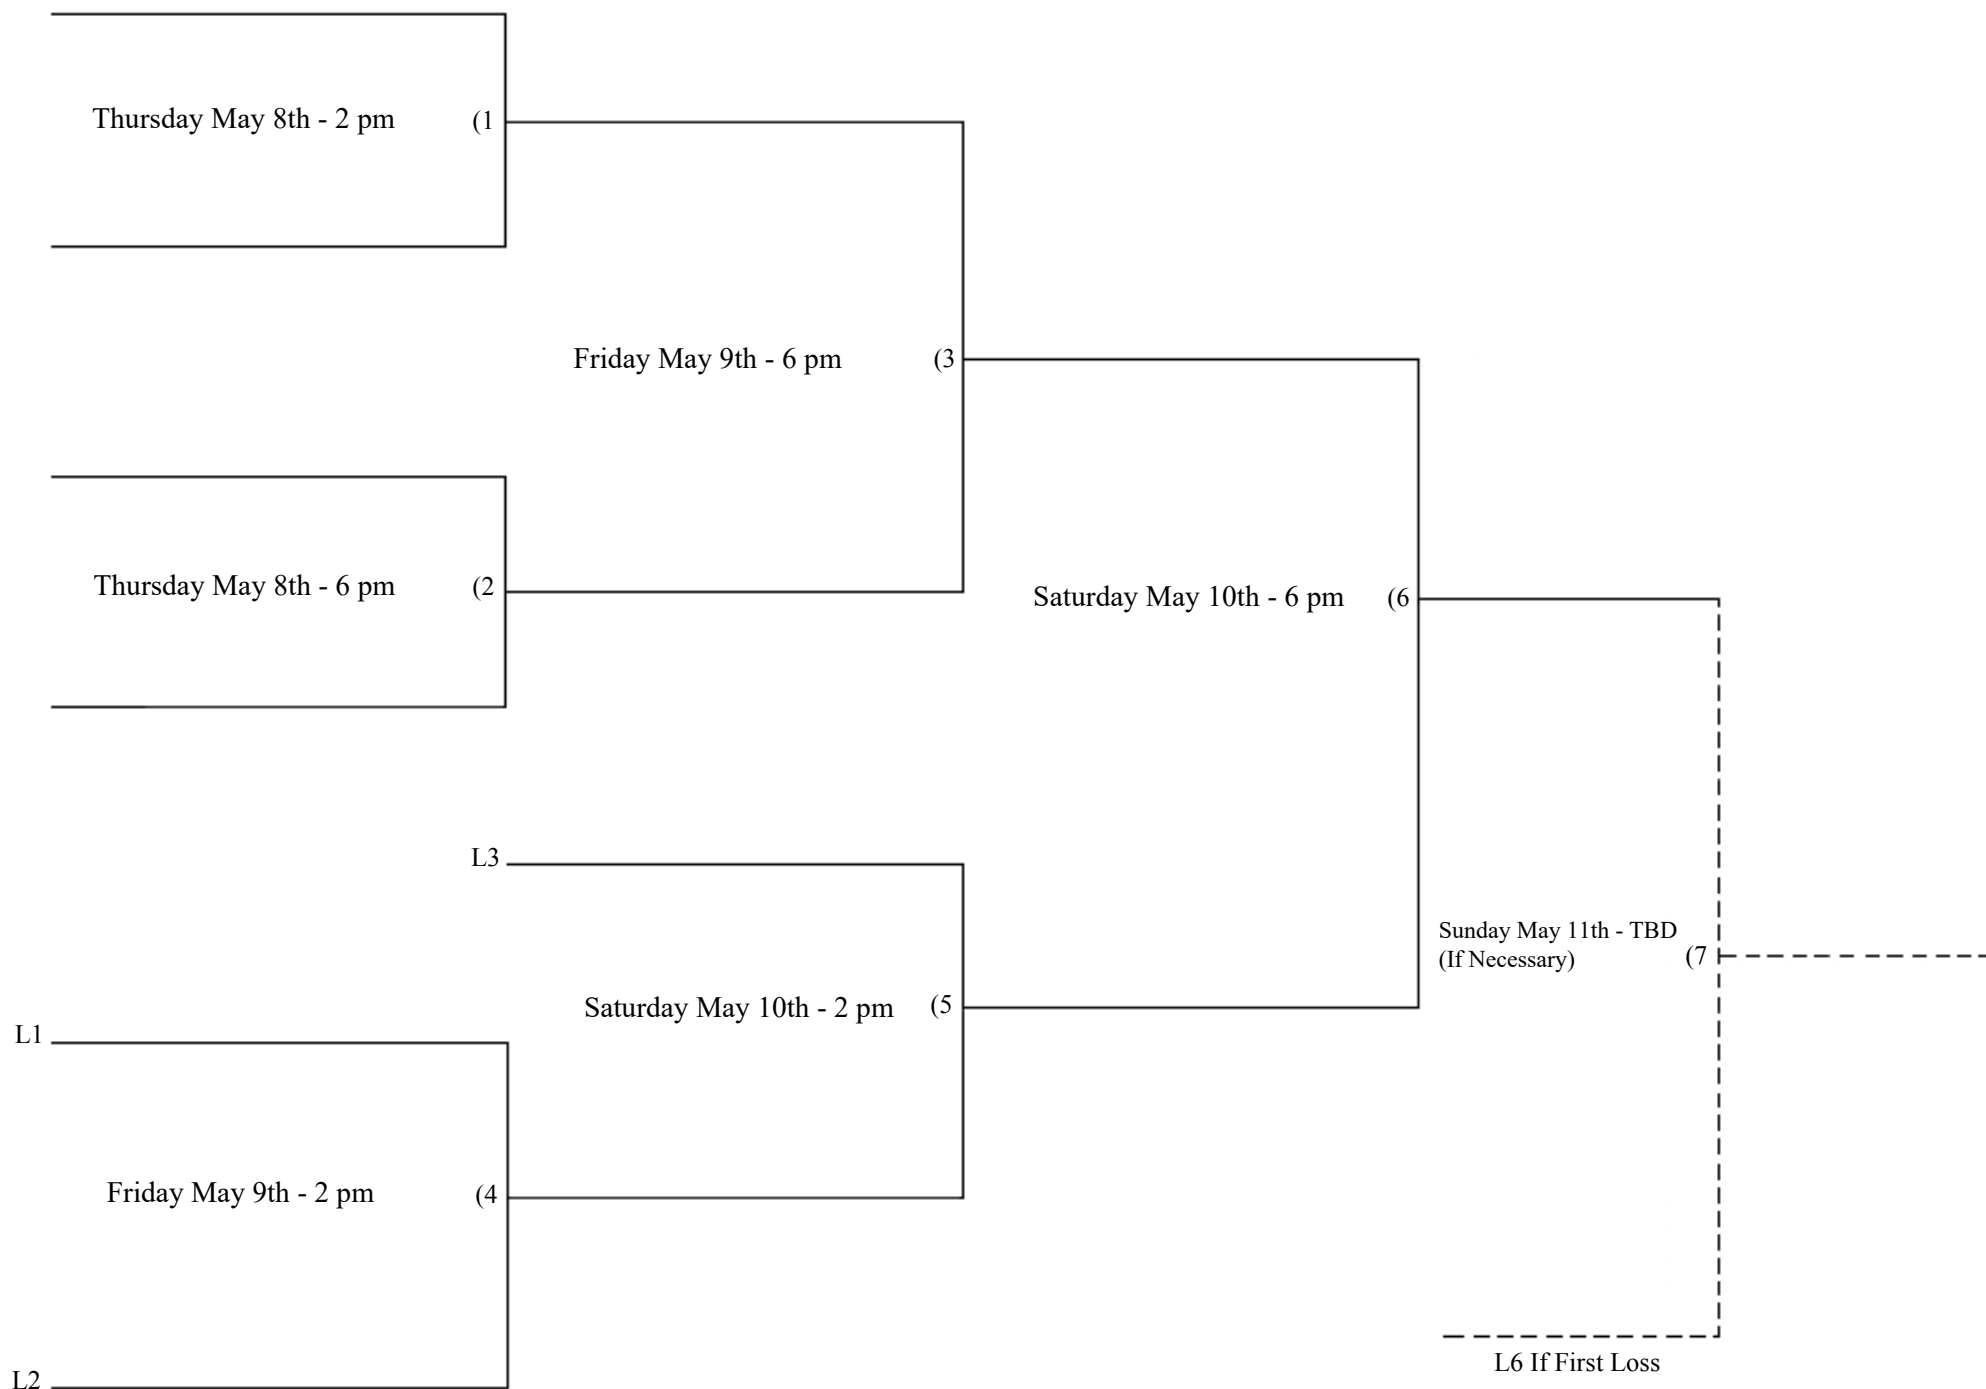 Thursday May 8th - 2 pm (1
Friday May 9th - 6 pm (3
Thursday May 8th - 6 pm (2
Saturday May 10th - 6 pm (6
L3
Sunday May 11th - TBD
(If Necessary) (7
Saturday May 10th - 2 pm (5
L1
Friday May 9th - 2 pm (4
L6 If First Loss
L2